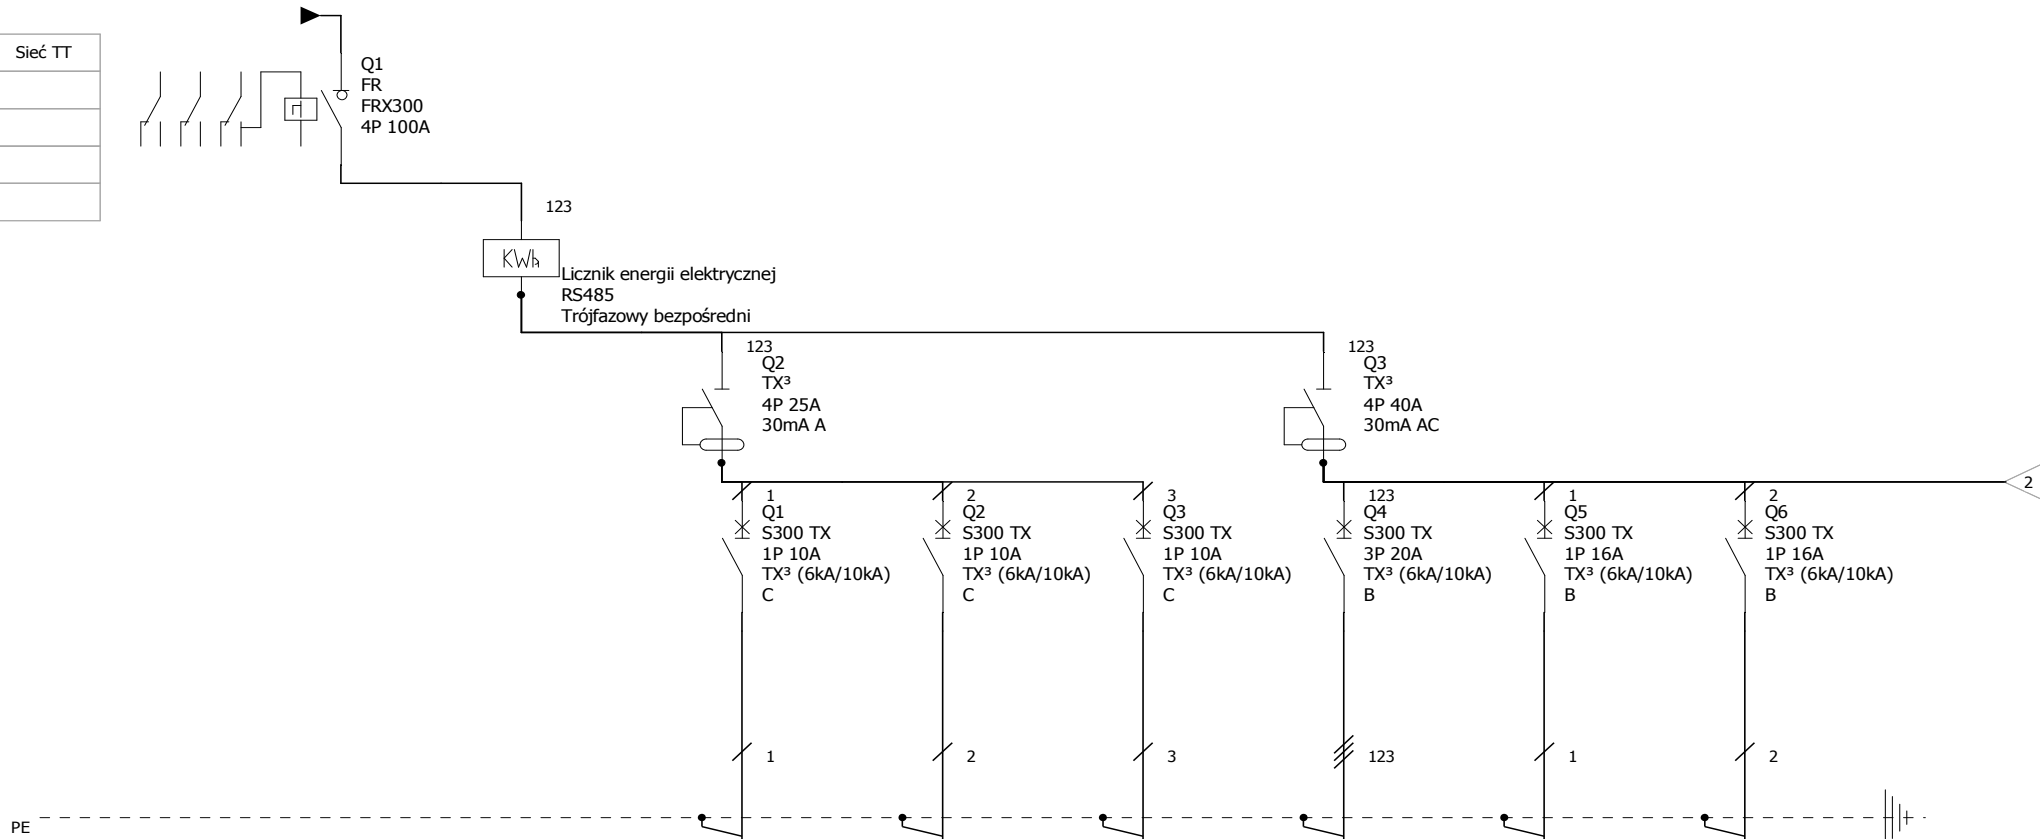 Sieć TT
Q1
FR
FRX300
4P 100A
123
KWh
Licznik energii elektrycznej
RS485
Trójfazowy bezpośredni
123
Q2
TX³
4P 25A
30mA A
123
Q3
TX³
4P 40A
30mA AC
2
1
Q1
S300 TX
1P 10A
TX³ (6kA/10kA)
C
2
Q2
S300 TX
1P 10A
TX³ (6kA/10kA)
C
3
Q3
S300 TX
1P 10A
TX³ (6kA/10kA)
C
123
Q4
S300 TX
3P 20A
TX³ (6kA/10kA)
B
1
Q5
S300 TX
1P 16A
TX³ (6kA/10kA)
B
2
Q6
S300 TX
1P 16A
TX³ (6kA/10kA)
B
1
2
3
123
1
2
PE